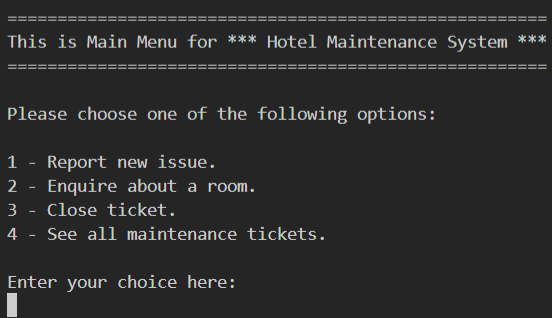 ======================================================
This is Main Menu for *** Hotel Maintenance System ***
======================================================
Please choose one of the following options:
1 - Report new issue.
2 - Enquire about a room.
3 - Close ticket.
4 - See all maintenance tickets.
Enter your choice here: